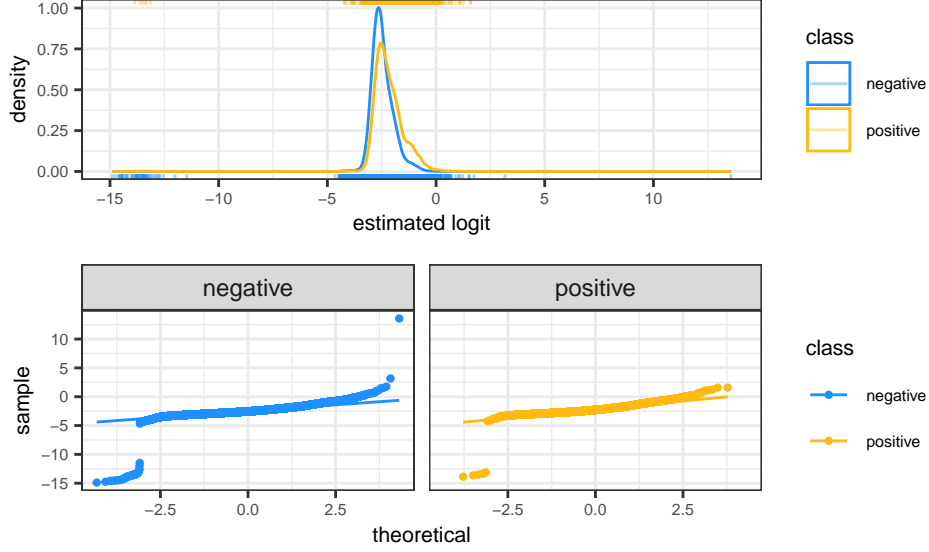 1.00
0.75
0.50
0.25
0.00
density
−15 −10 −5 0 5 10
estimated logit
class
negative
positive
negative positive
10
5
0
−5
−10
−15
sample
−2.5 0.0 2.5 −2.5 0.0 2.5
theoretical
class
negative
positive